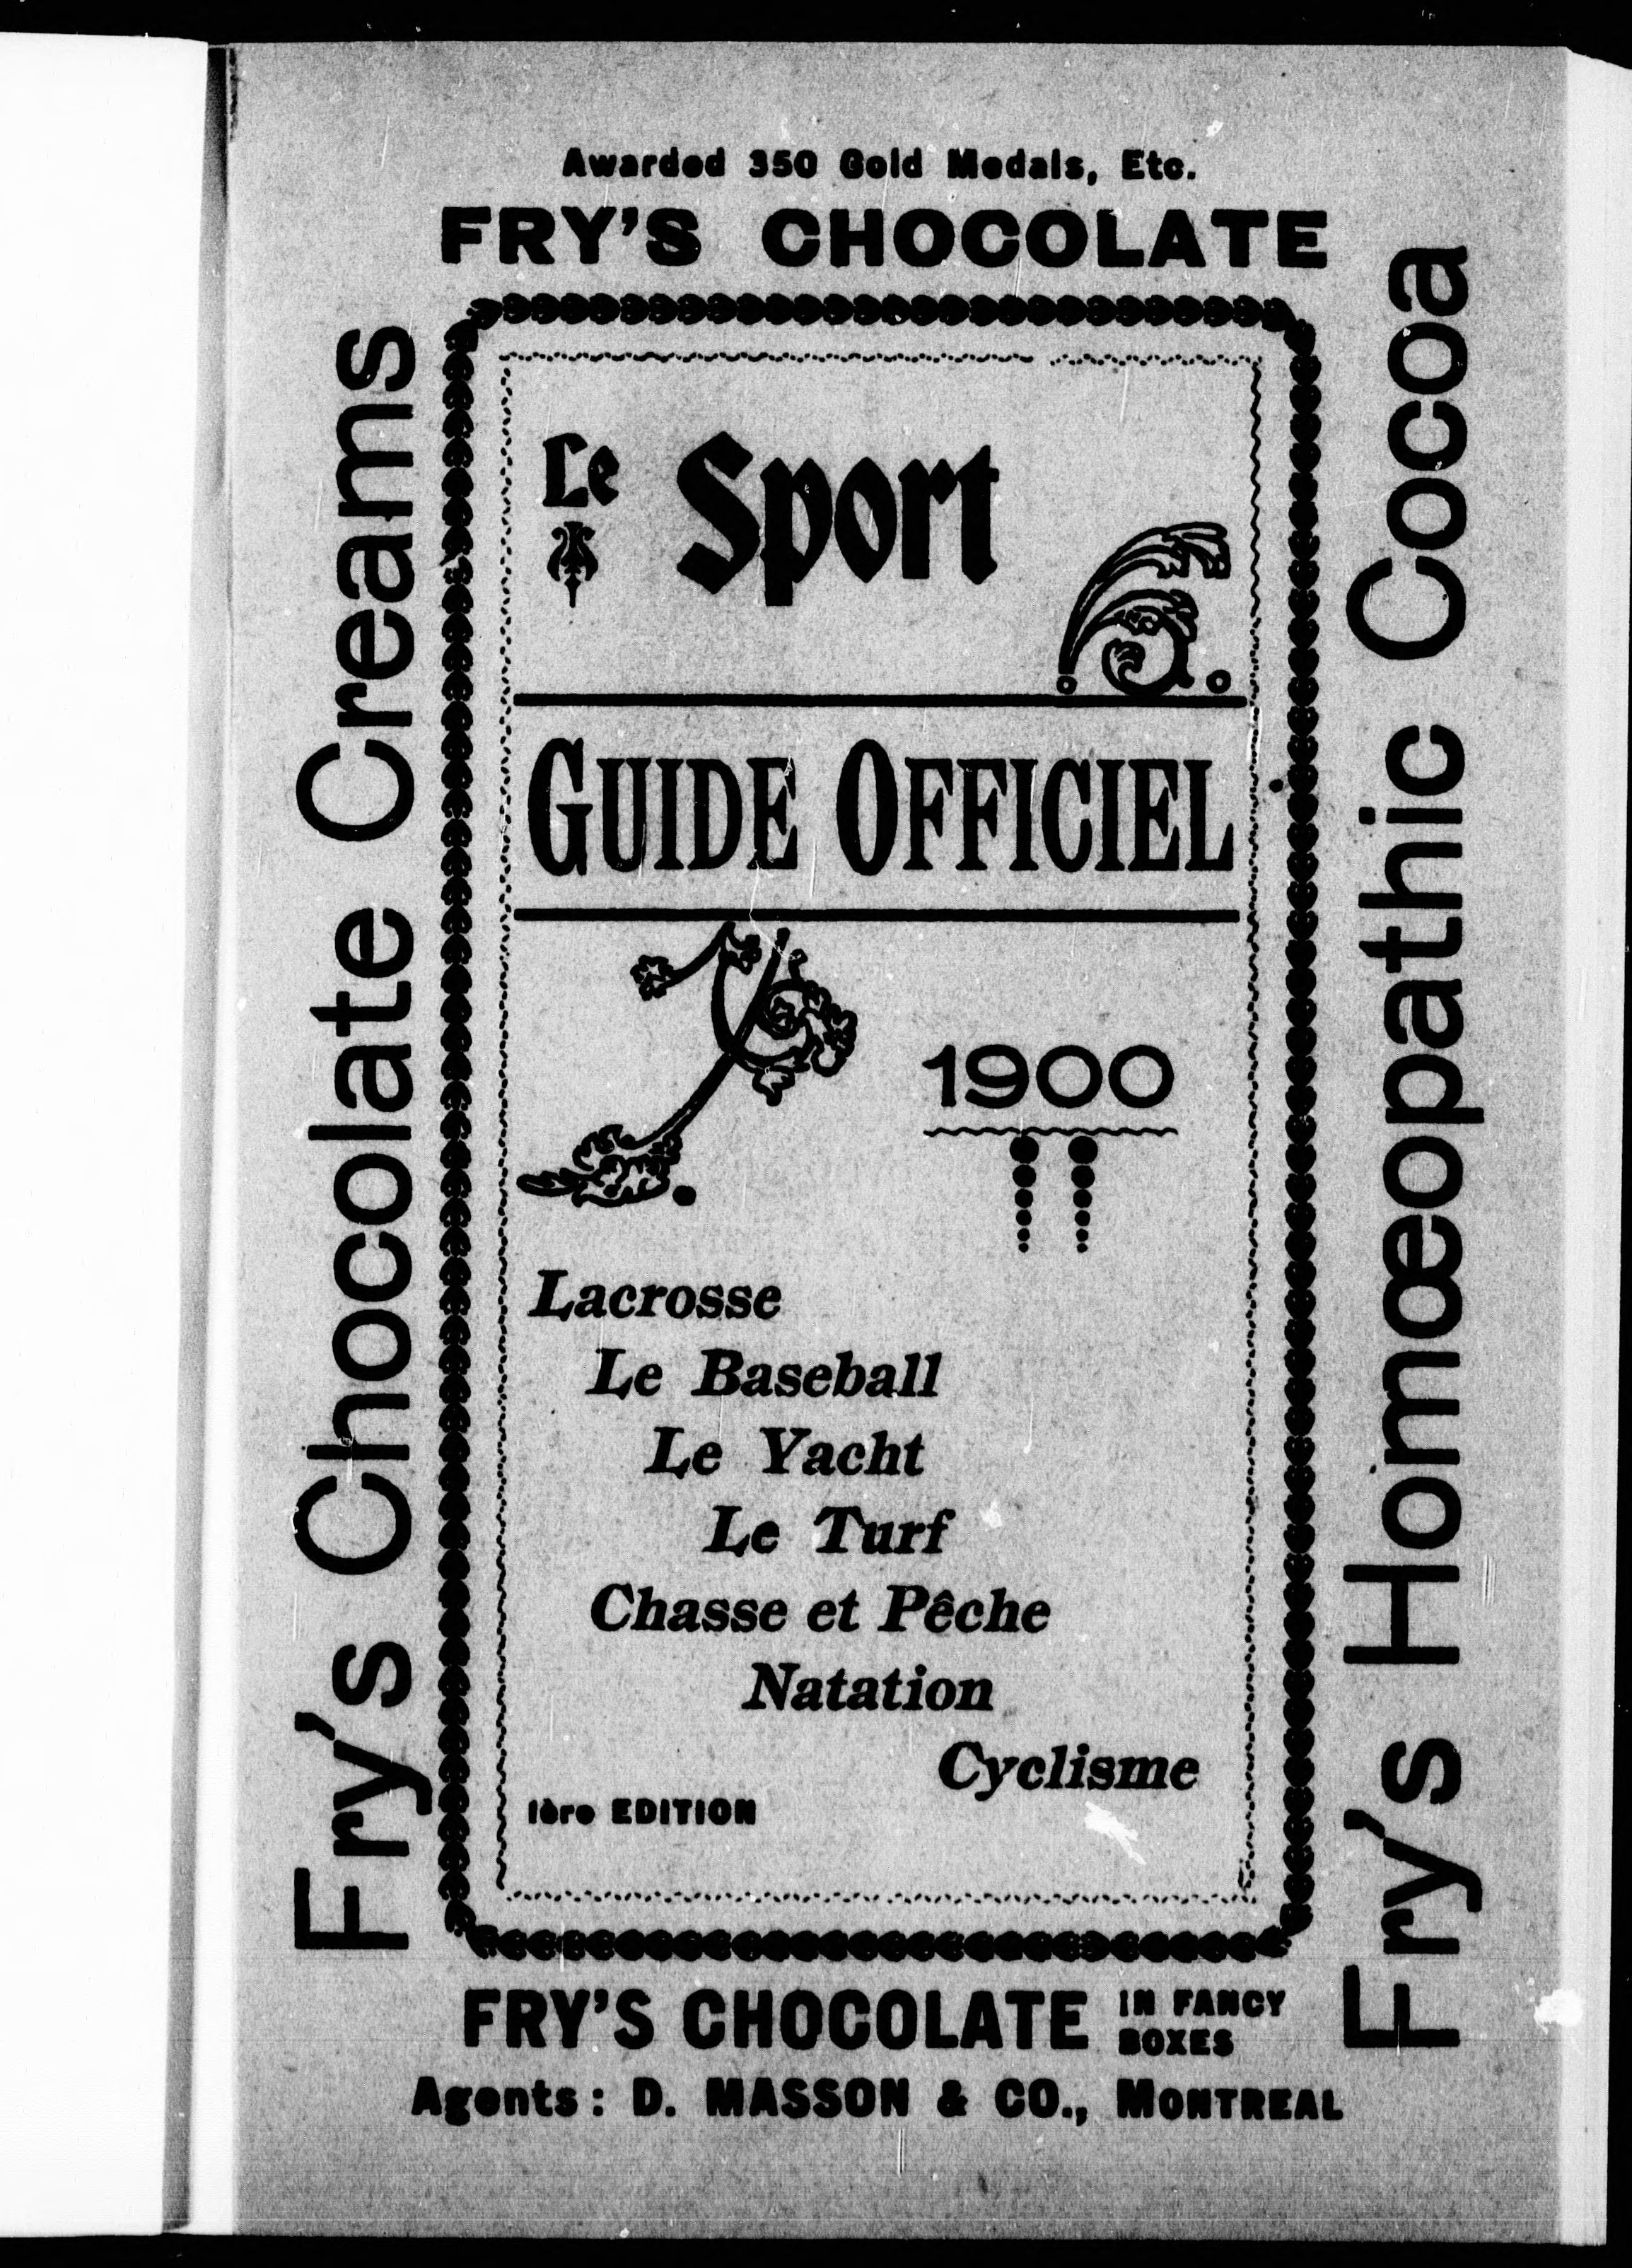 Awarded 350 Gold Medals, Etc.
FRY'S CHOCOLATE
Fry's Chocolate Creams
Le Sport
GUIDE OFFICIEL
1900
Lacrosse
Le Baseball
Le Yacht
Le Turf
Chasse et Pêche
Natation
Cyclisme
1ère EDITION
Fry's Homœopathic Cocoa
FRY'S CHOCOLATE IN FANCY
BOXES
Agents: D. MASSON & CO., MONTREAL